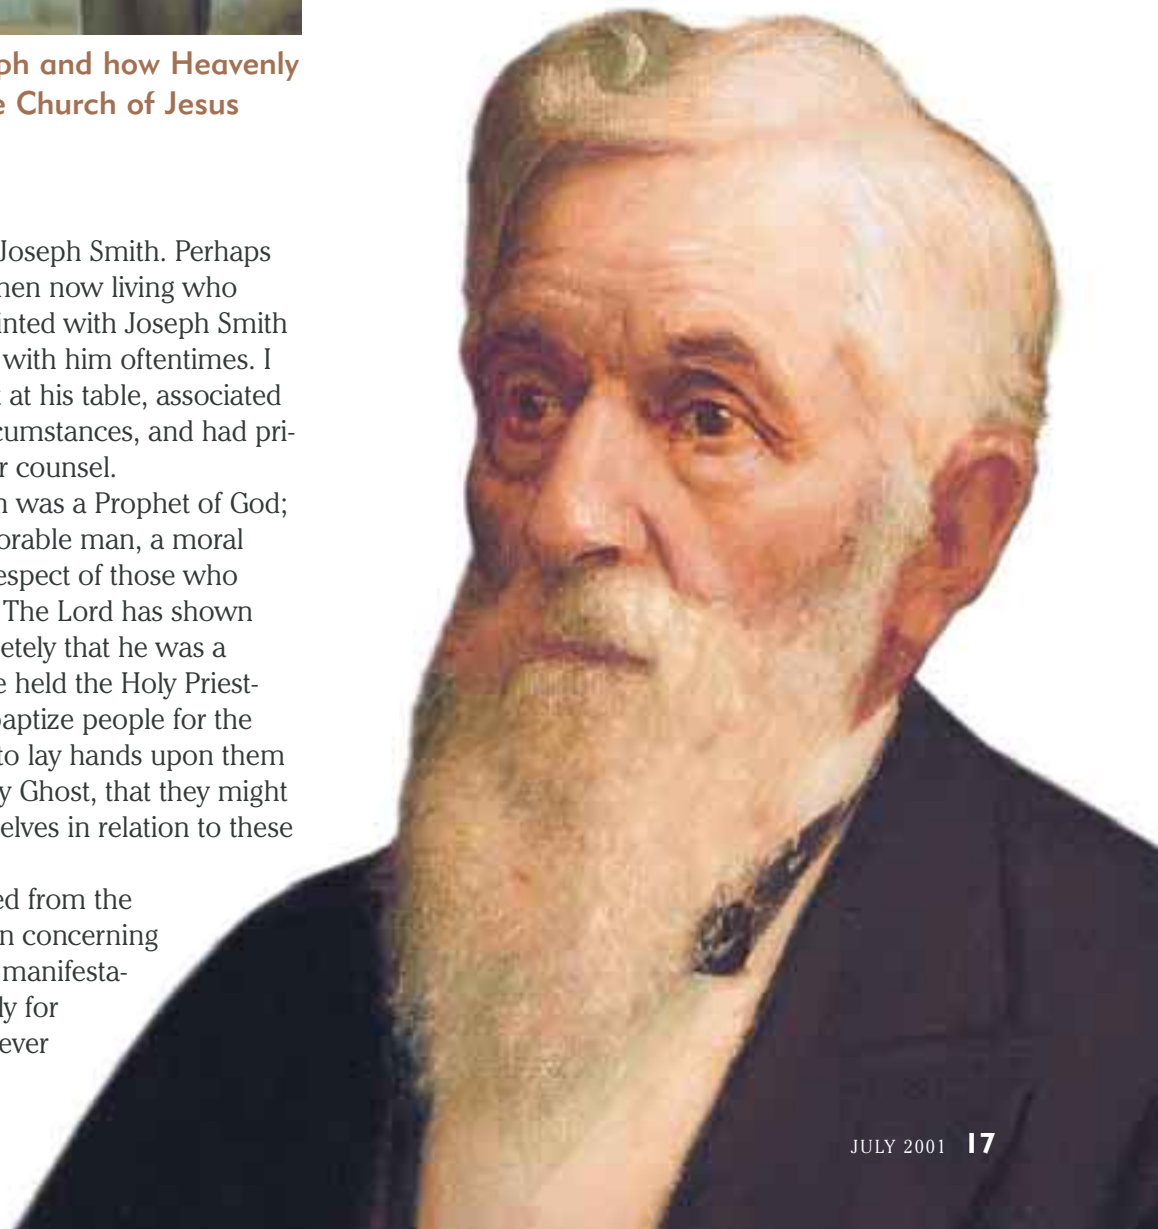 ph and how Heavenly
e Church of Jesus
Joseph Smith. Perhaps
hen now living who
inted with Joseph Smith
with him oftentimes. I
at his table, associated
cumstances, and had pri-
r counsel.
n was a Prophet of God;
orable man, a moral
espect of those who
The Lord has shown
etely that he was a
e held the Holy Priest-
baptize people for the
to lay hands upon them
y Ghost, that they might
elves in relation to these
ed from the
n concerning
manifesta-
ly for
ever
JULY 2001 17